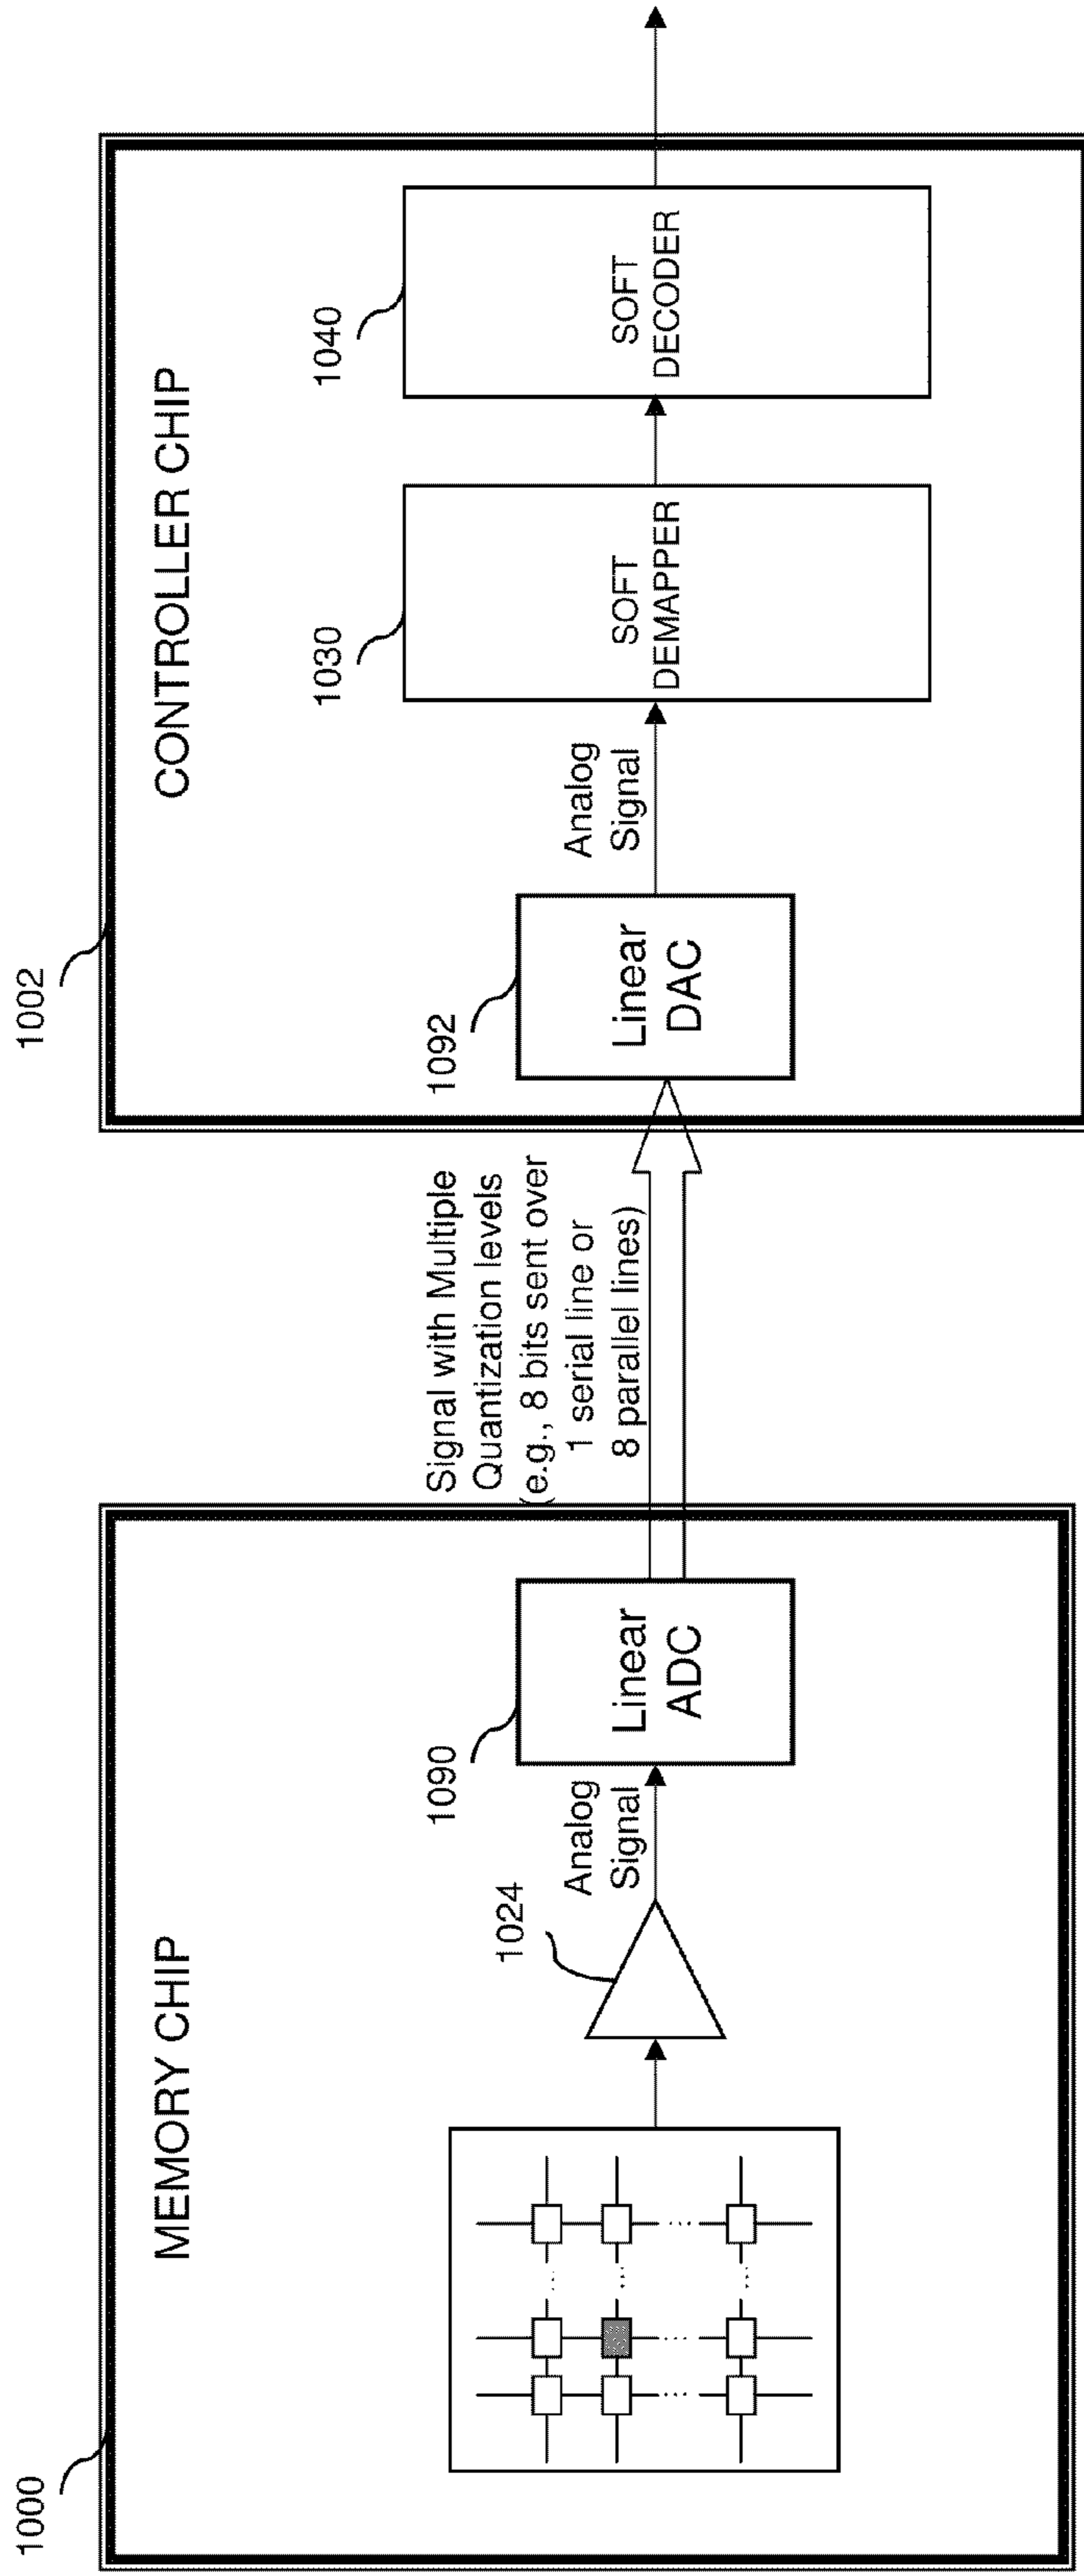 1000
MEMORY CHIP
1024
Analog
Signal
1090
Linear
ADC
Signal with Multiple
Quantization levels
(e.g., 8 bits sent over
1 serial line or
8 parallel lines)
1002
CONTROLLER CHIP
1092
Linear
DAC
Analog
Signal
1030
SOFT
DEMAPPER
1040
SOFT
DECODER